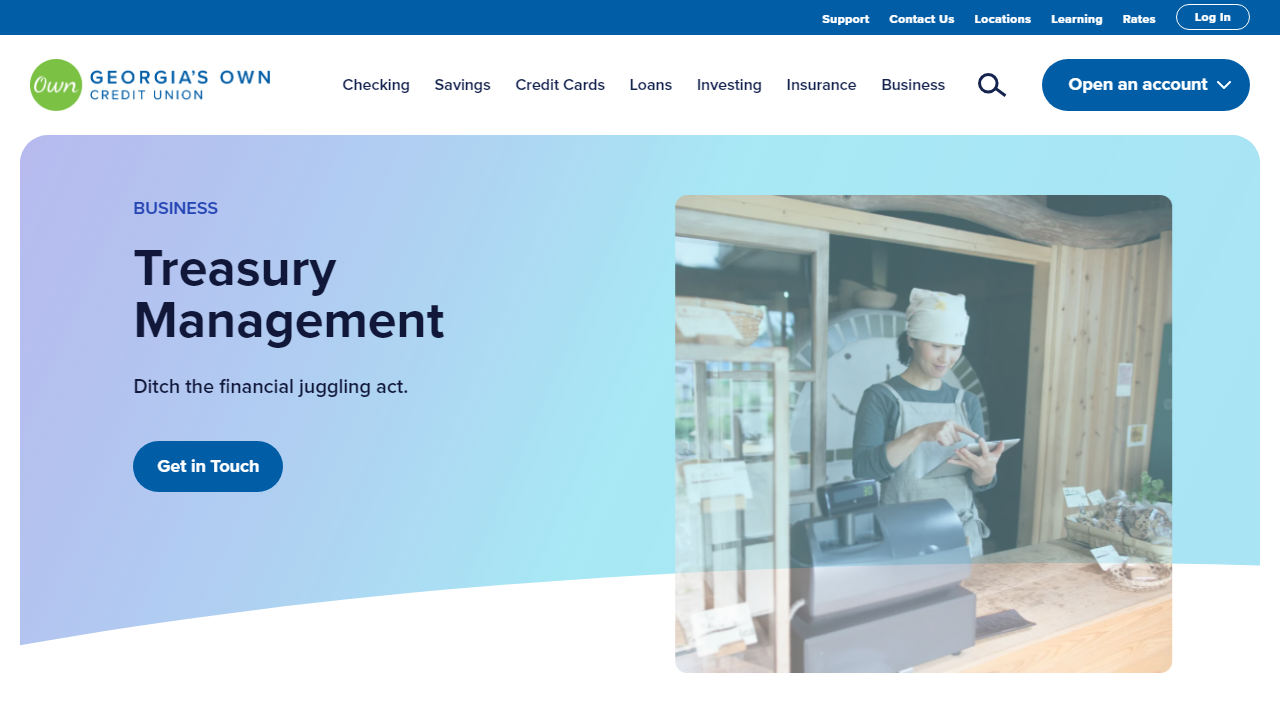 Support Contact Us Locations Learning Rates Log In
Own GEORGIA'S OWN
CREDIT UNION
Checking Savings Credit Cards Loans Investing Insurance Business
Open an account
BUSINESS
Treasury
Management
Ditch the financial juggling act.
Get in Touch